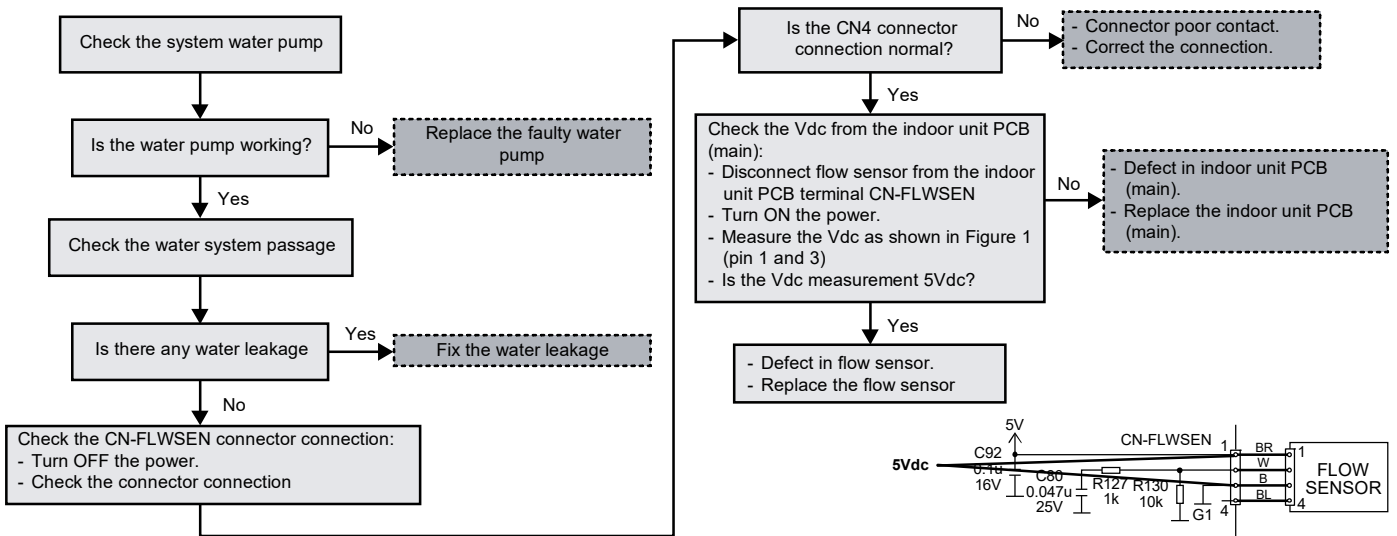 Check the system water pump
Is the water pump working?
No
Replace the faulty water
pump
Yes
Check the water system passage
Is there any water leakage
Yes
Fix the water leakage
No
Check the CN-FLWSEN connector connection:
- Turn OFF the power.
- Check the connector connection
Is the CN4 connector
connection normal?
No
- Connector poor contact.
- Correct the connection.
Yes
Check the Vdc from the indoor unit PCB
(main):
- Disconnect flow sensor from the indoor
unit PCB terminal CN-FLWSEN
- Turn ON the power.
- Measure the Vdc as shown in Figure 1
(pin 1 and 3)
- Is the Vdc measurement 5Vdc?
No
- Defect in indoor unit PCB
(main).
- Replace the indoor unit PCB
(main).
Yes
- Defect in flow sensor.
- Replace the flow sensor
5V
CN-FLWSEN
5Vdc
C92
0.1u
16V
C80
0.047u
25V
R127
1k
R130
10k
G1
1
4
BR
W
B
BL
1
4
FLOW
SENSOR